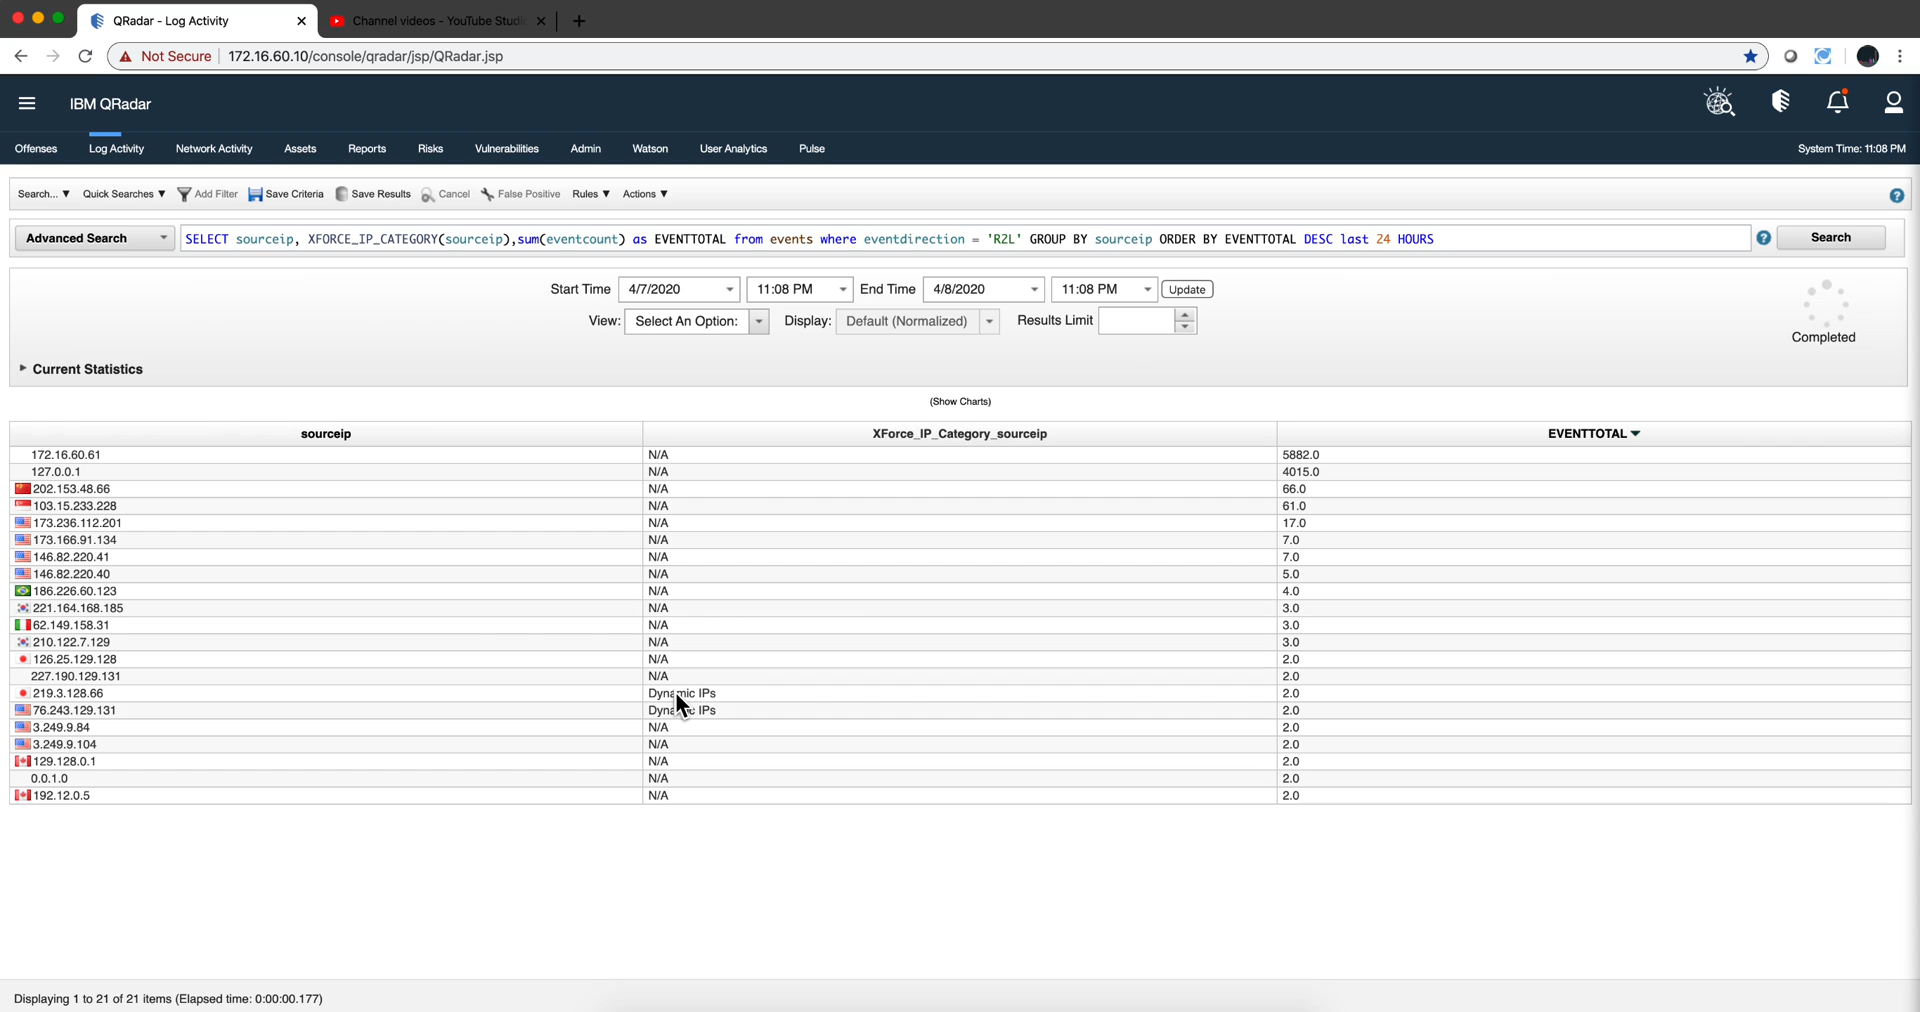 QRadar - Log Activity
Channel videos - YouTube Studi
Not Secure 172.16.60.10/console/qradar/jsp/QRadar.jsp
IBM QRadar
Offenses Log Activity Network Activity Assets Reports Risks Vulnerabilities Admin Watson User Analytics Pulse System Time: 11:08 PM
Search... Quick Searches Add Filter Save Criteria Save Results Cancel False Positive Rules Actions
Advanced Search SELECT sourceip, XFORCE_IP_CATEGORY(sourceip),sum(eventcount) as EVENTTOTAL from events where eventdirection = 'R2L' GROUP BY sourceip ORDER BY EVENTTOTAL DESC last 24 HOURS Search
Start Time 4/7/2020 11:08 PM End Time 4/8/2020 11:08 PM Update
View: Select An Option: Display: Default (Normalized) Results Limit
Completed
Current Statistics
(Show Charts)
sourceip XForce_IP_Category_sourceip EVENTTOTAL
172.16.60.61 N/A 5882.0
127.0.0.1 N/A 4015.0
202.153.48.66 N/A 66.0
103.15.233.228 N/A 61.0
173.236.112.201 N/A 17.0
173.166.91.134 N/A 7.0
146.82.220.41 N/A 7.0
146.82.220.40 N/A 5.0
186.226.60.123 N/A 4.0
221.164.168.185 N/A 3.0
62.149.158.31 N/A 3.0
210.122.7.129 N/A 3.0
126.25.129.128 N/A 2.0
227.190.129.131 N/A 2.0
219.3.128.66 Dynamic IPs 2.0
76.243.129.131 Dynamic IPs 2.0
3.249.9.84 N/A 2.0
3.249.9.104 N/A 2.0
129.128.0.1 N/A 2.0
0.0.1.0 N/A 2.0
192.12.0.5 N/A 2.0
Displaying 1 to 21 of 21 items (Elapsed time: 0:00:00.177)